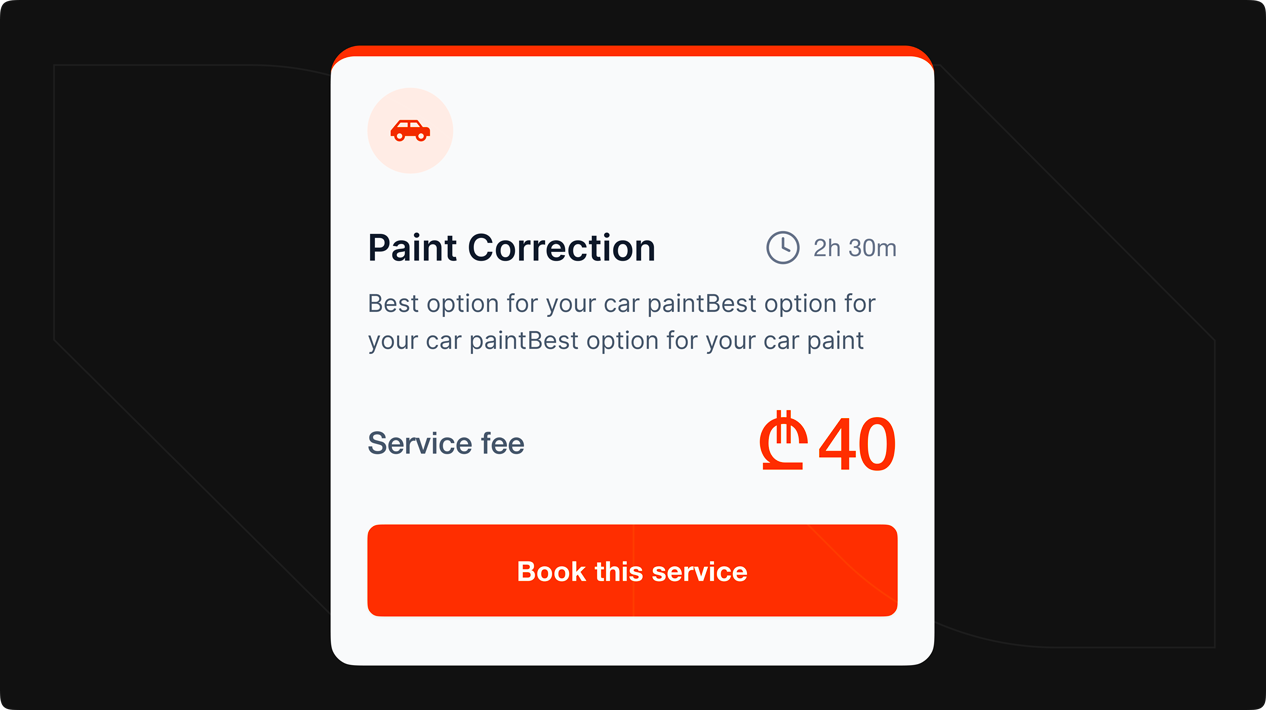 Paint Correction
2h 30m
Best option for your car paintBest option for
your car paintBest option for your car paint
Service fee
₾ 40
Book this service